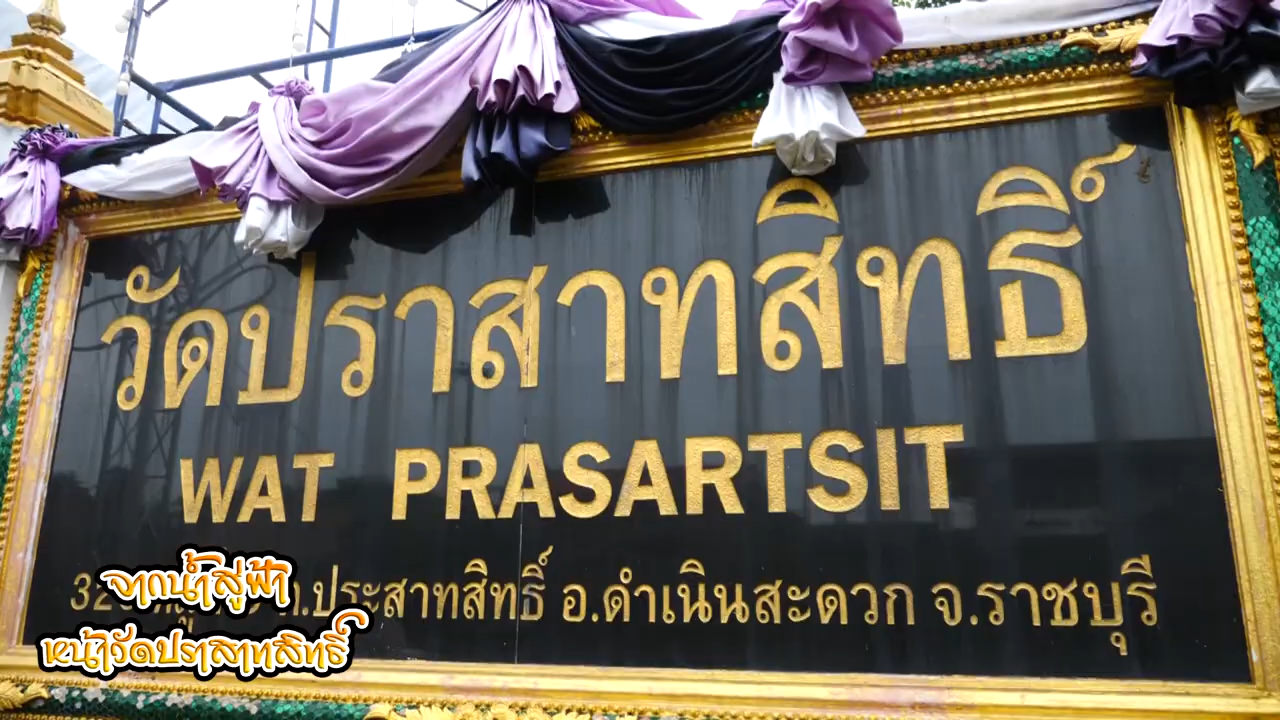 วัดปราสาทสิทธิ์
WAT PRASARTSIT
ต.ประสาทสิทธิ์ อ.ดำเนินสะดวก จ.ราชบุรี
จากน้ำสู่ฟ้า
หน้าวัดปราสาทสิทธิ์